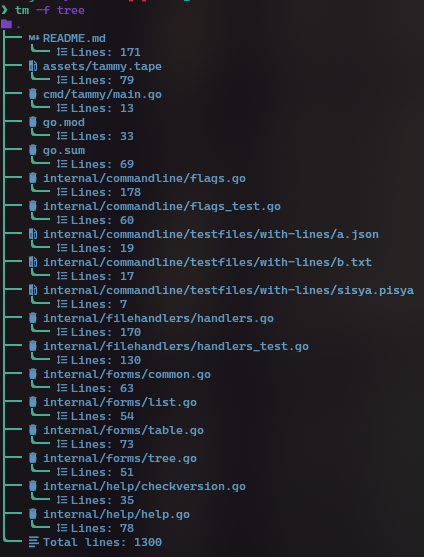 tm -f tree
.
README.md
Lines: 171
assets/tammy.tape
Lines: 79
cmd/tammy/main.go
Lines: 13
go.mod
Lines: 33
go.sum
Lines: 69
internal/commandline/flags.go
Lines: 178
internal/commandline/flags_test.go
Lines: 60
internal/commandline/testfiles/with-lines/a.json
Lines: 19
internal/commandline/testfiles/with-lines/b.txt
Lines: 17
internal/commandline/testfiles/with-lines/sisya.pisya
Lines: 7
internal/filehandlers/handlers.go
Lines: 170
internal/filehandlers/handlers_test.go
Lines: 130
internal/forms/common.go
Lines: 63
internal/forms/list.go
Lines: 54
internal/forms/table.go
Lines: 73
internal/forms/tree.go
Lines: 51
internal/help/checkversion.go
Lines: 35
internal/help/help.go
Lines: 78
Total lines: 1300